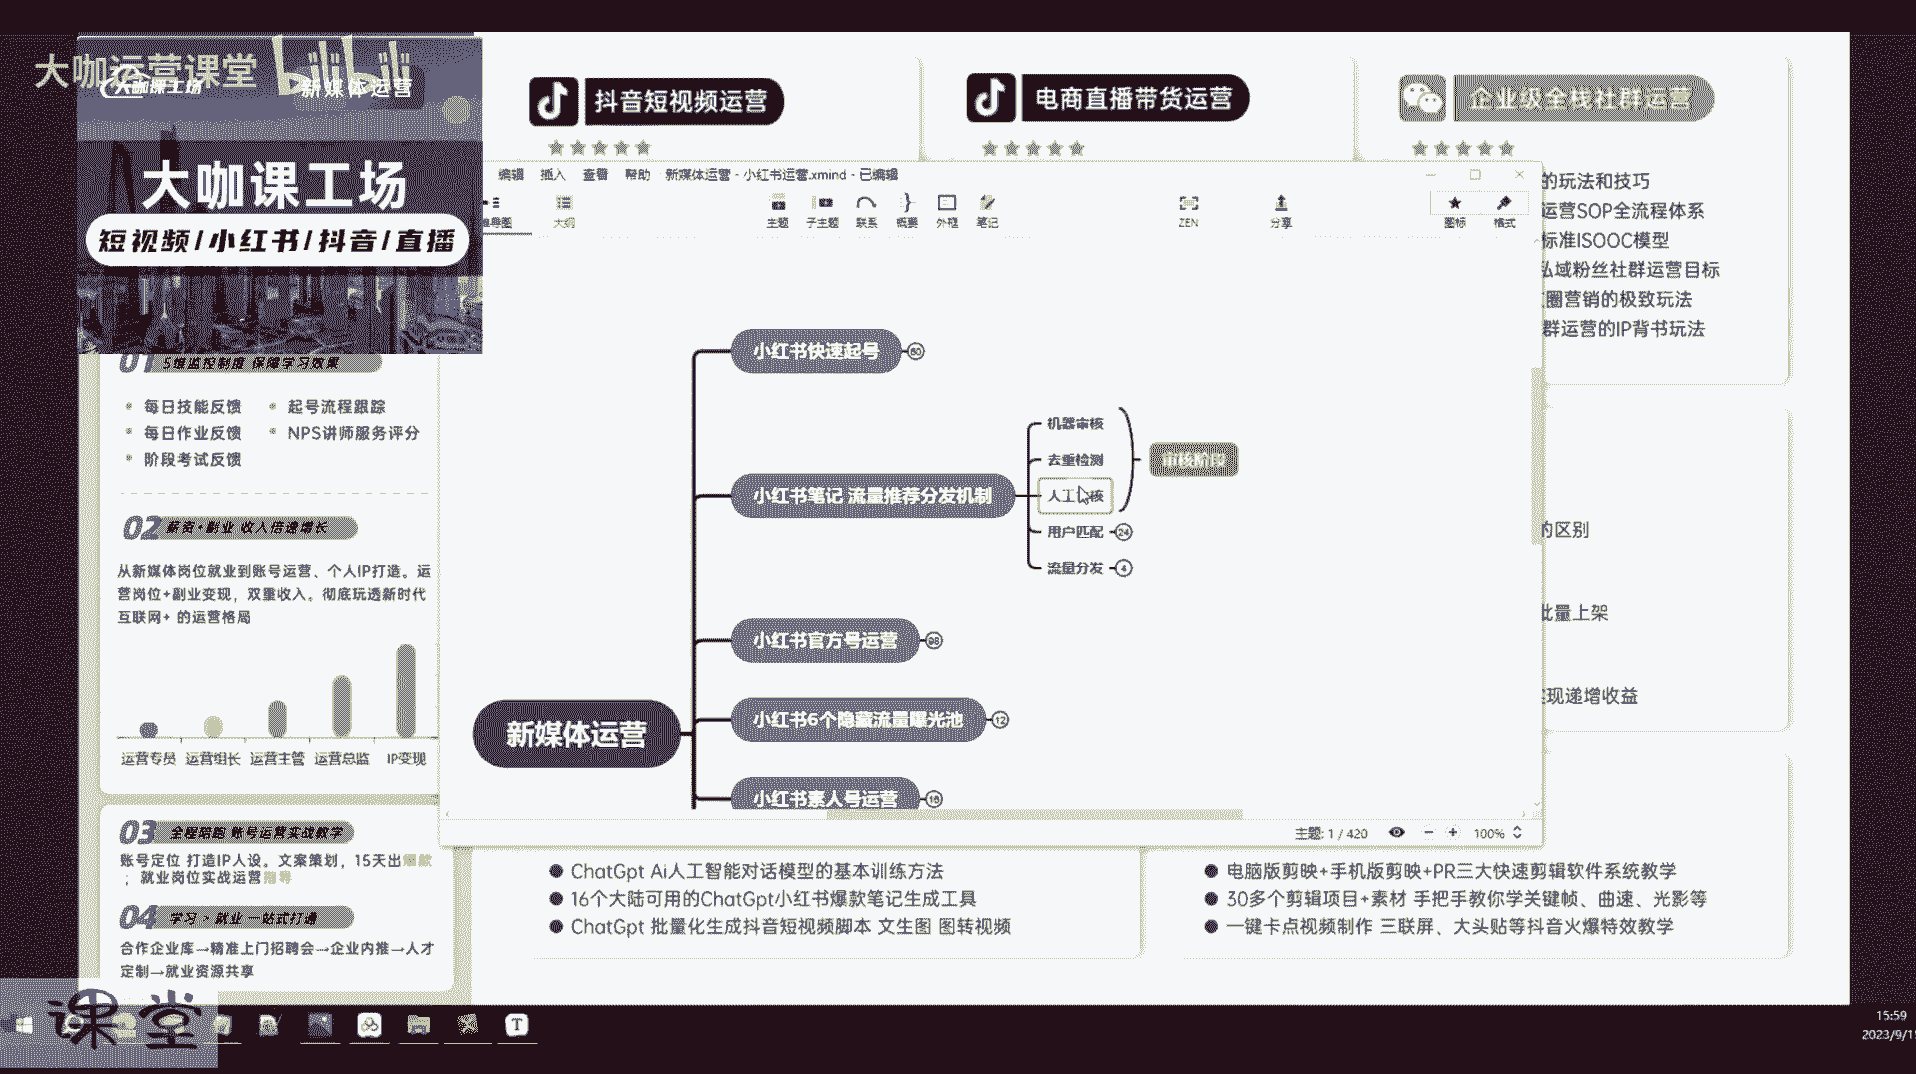 大咖运营课堂
bilibili
大咖课工场
新媒体运营
大咖课工场
短视频/小红书/抖音/直播
抖音短视频运营
电商直播带货运营
企业级全栈社群运营
的玩法和技巧
运营SOP全流程体系
标准ISOOC模型
私域粉丝社群运营目标
圈营销的极致玩法
群运营的IP背书玩法
编辑 插入 查看 帮助 新媒体运营 - 小红书运营.xmind - 已编辑
导图 大纲 主题 子主题 联系 概要 外框 笔记 ZEN 分享 图标 格式
小红书快速起号 60
小红书笔记 流量推荐分发机制
机器审核
去重检测
人工审核
审核阶段
用户匹配 24
流量分发 4
小红书官方号运营 98
小红书6个隐藏流量曝光池 12
新媒体运营
小红书素人号运营 16
主题: 1 / 420 100%
01 5维监控制度 保障学习效果
每日技能反馈 起号流程跟踪
每日作业反馈 NPS讲师服务评分
阶段考试反馈
02 薪资+副业 收入倍速增长
从新媒体岗位就业到账号运营、个人IP打造。运
营岗位+副业变现，双重收入。彻底玩透新时代
互联网+ 的运营格局
运营专员 运营组长 运营主管 运营总监 IP变现
03 全程陪跑 账号运营实战教学
账号定位 打造IP人设。文案策划，15天出爆款
；就业岗位实战运营指导
04 学习 > 就业 一站式打通
合作企业库→精准上门招聘会→企业内推→人才
定制→就业资源共享
的区别
批量上架
实现递增收益
ChatGpt Ai人工智能对话模型的基本训练方法
16个大陆可用的ChatGpt小红书爆款笔记生成工具
ChatGpt 批量化生成抖音短视频脚本 文生图 图转视频
电脑版剪映+手机版剪映+PR三大快速剪辑软件系统教学
30多个剪辑项目+素材 手把手教你学关键帧、曲速、光影等
一键卡点视频制作 三联屏、大头贴等抖音火爆特效教学
课堂
T
15:59
2023/9/1